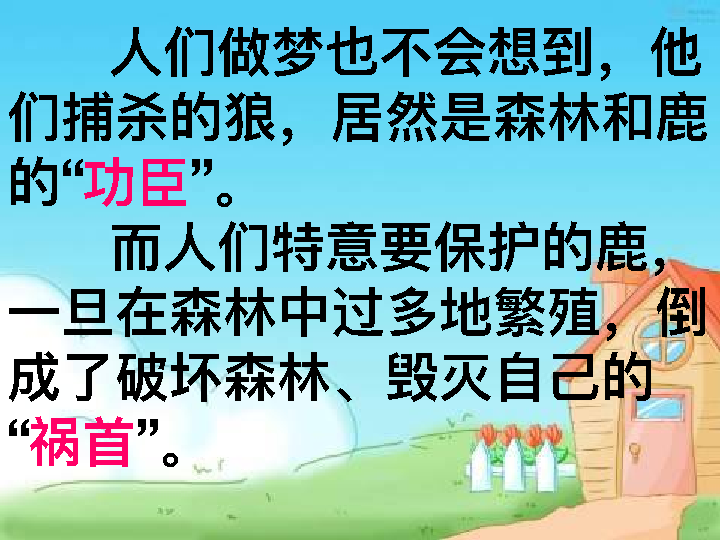 人们做梦也不会想到，他
们捕杀的狼，居然是森林和鹿
的“功臣”。
而人们特意要保护的鹿，
一旦在森林中过多地繁殖，倒
成了破坏森林、毁灭自己的
“祸首”。